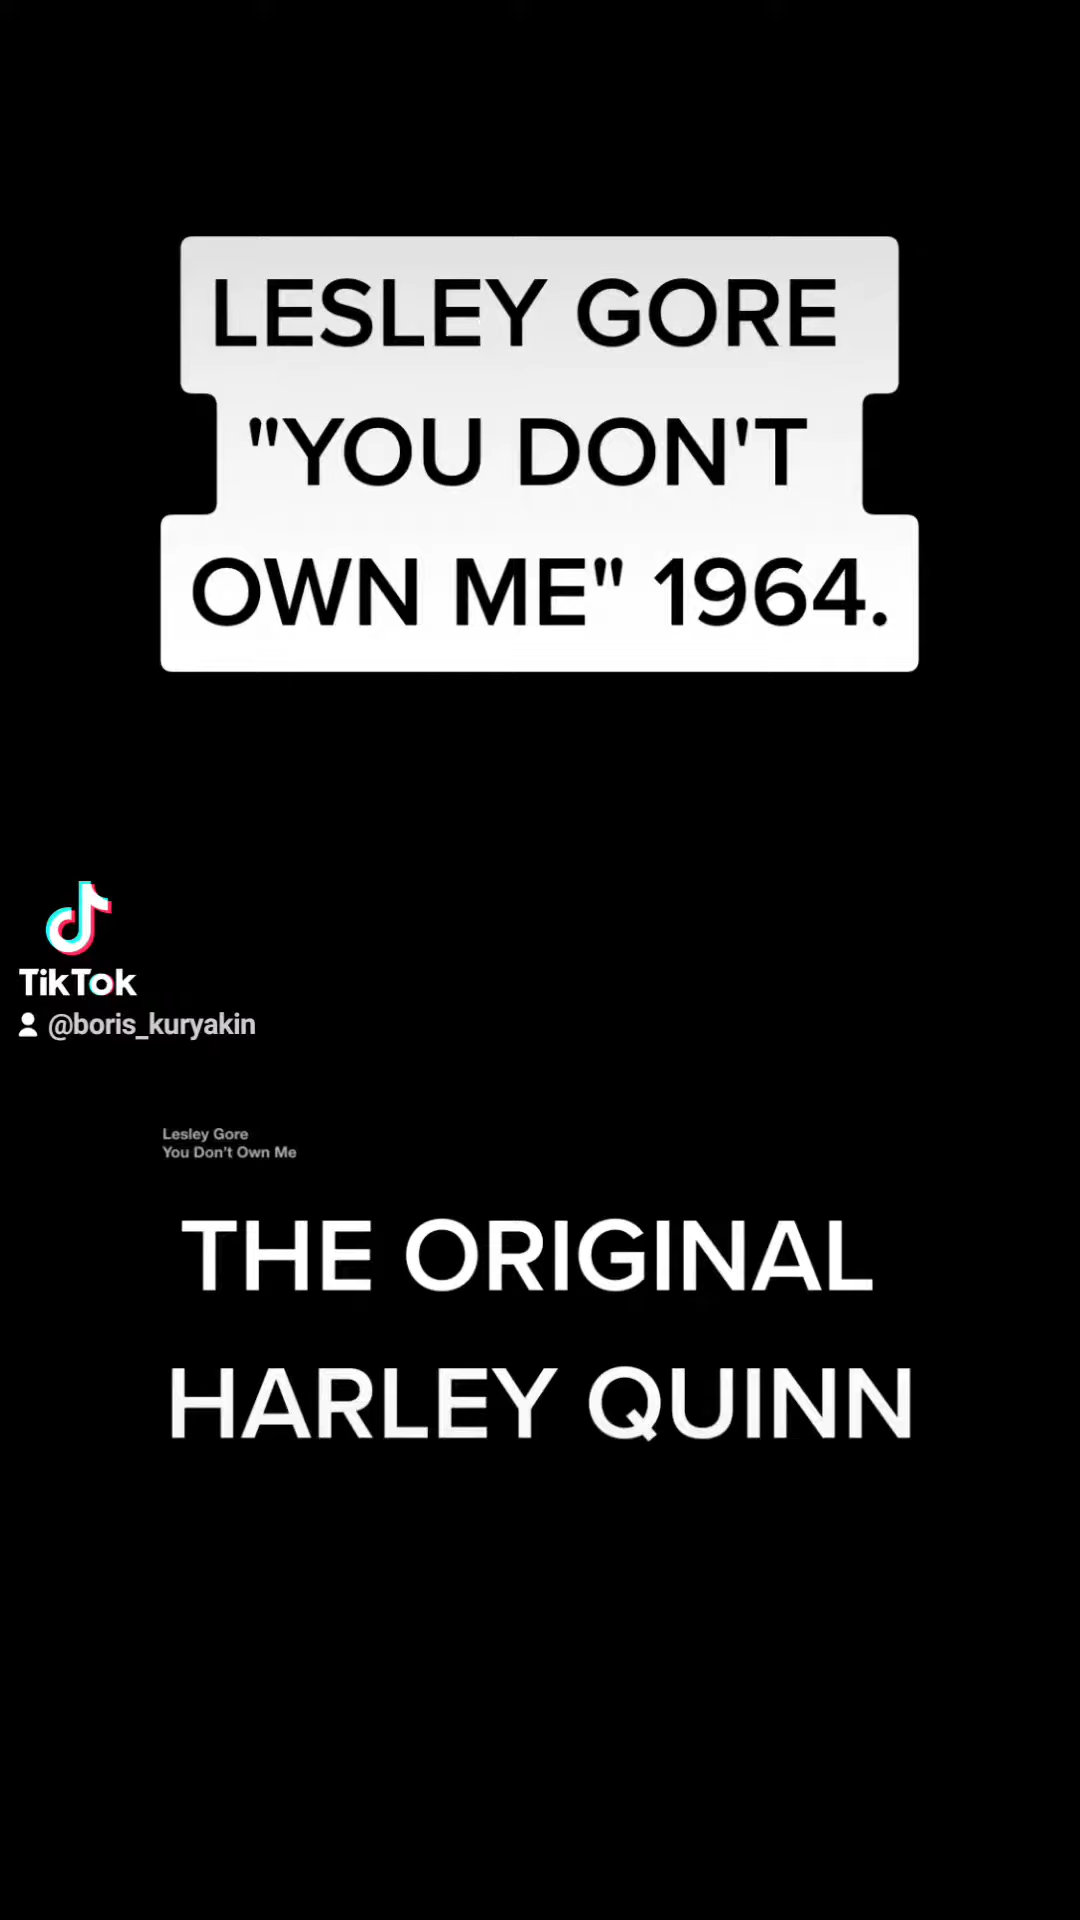 LESLEY GORE
"YOU DON'T
OWN ME" 1964.
TikTok
@boris_kuryakin
Lesley Gore
You Don't Own Me
THE ORIGINAL
HARLEY QUINN